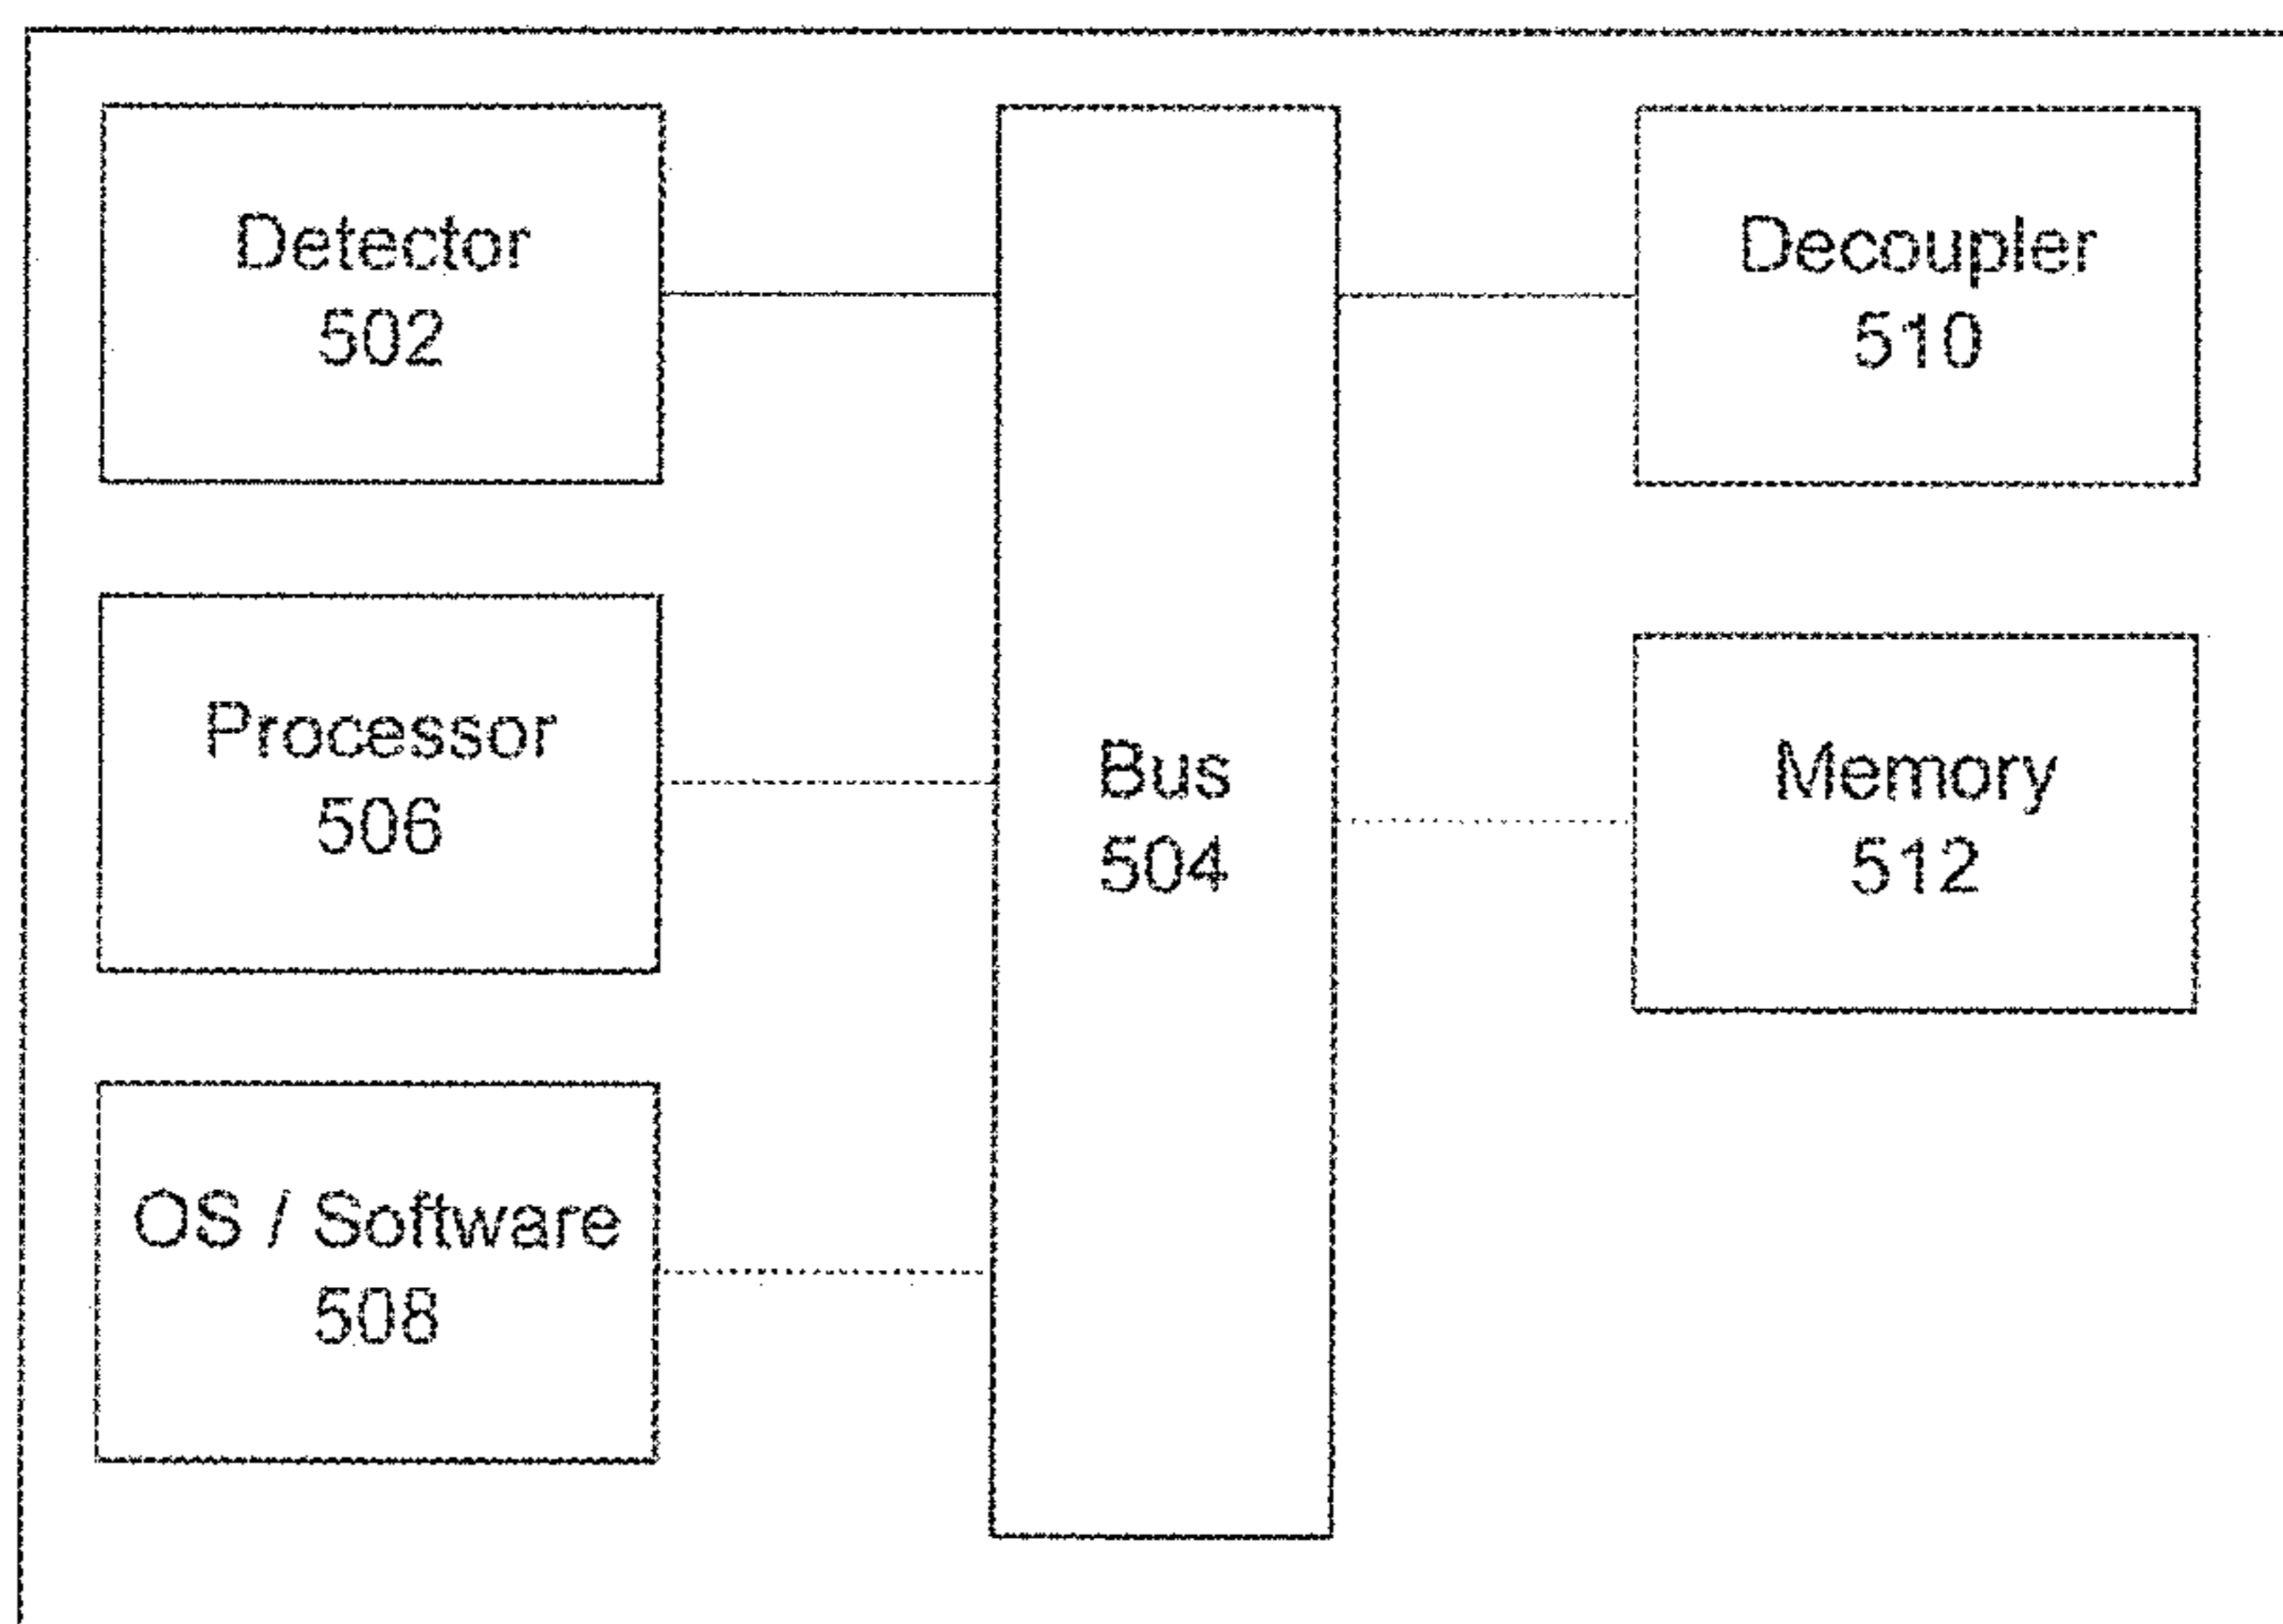 Detector
502
Processor
506
OS / Software
508
Bus
504
Decoupler
510
Memory
512